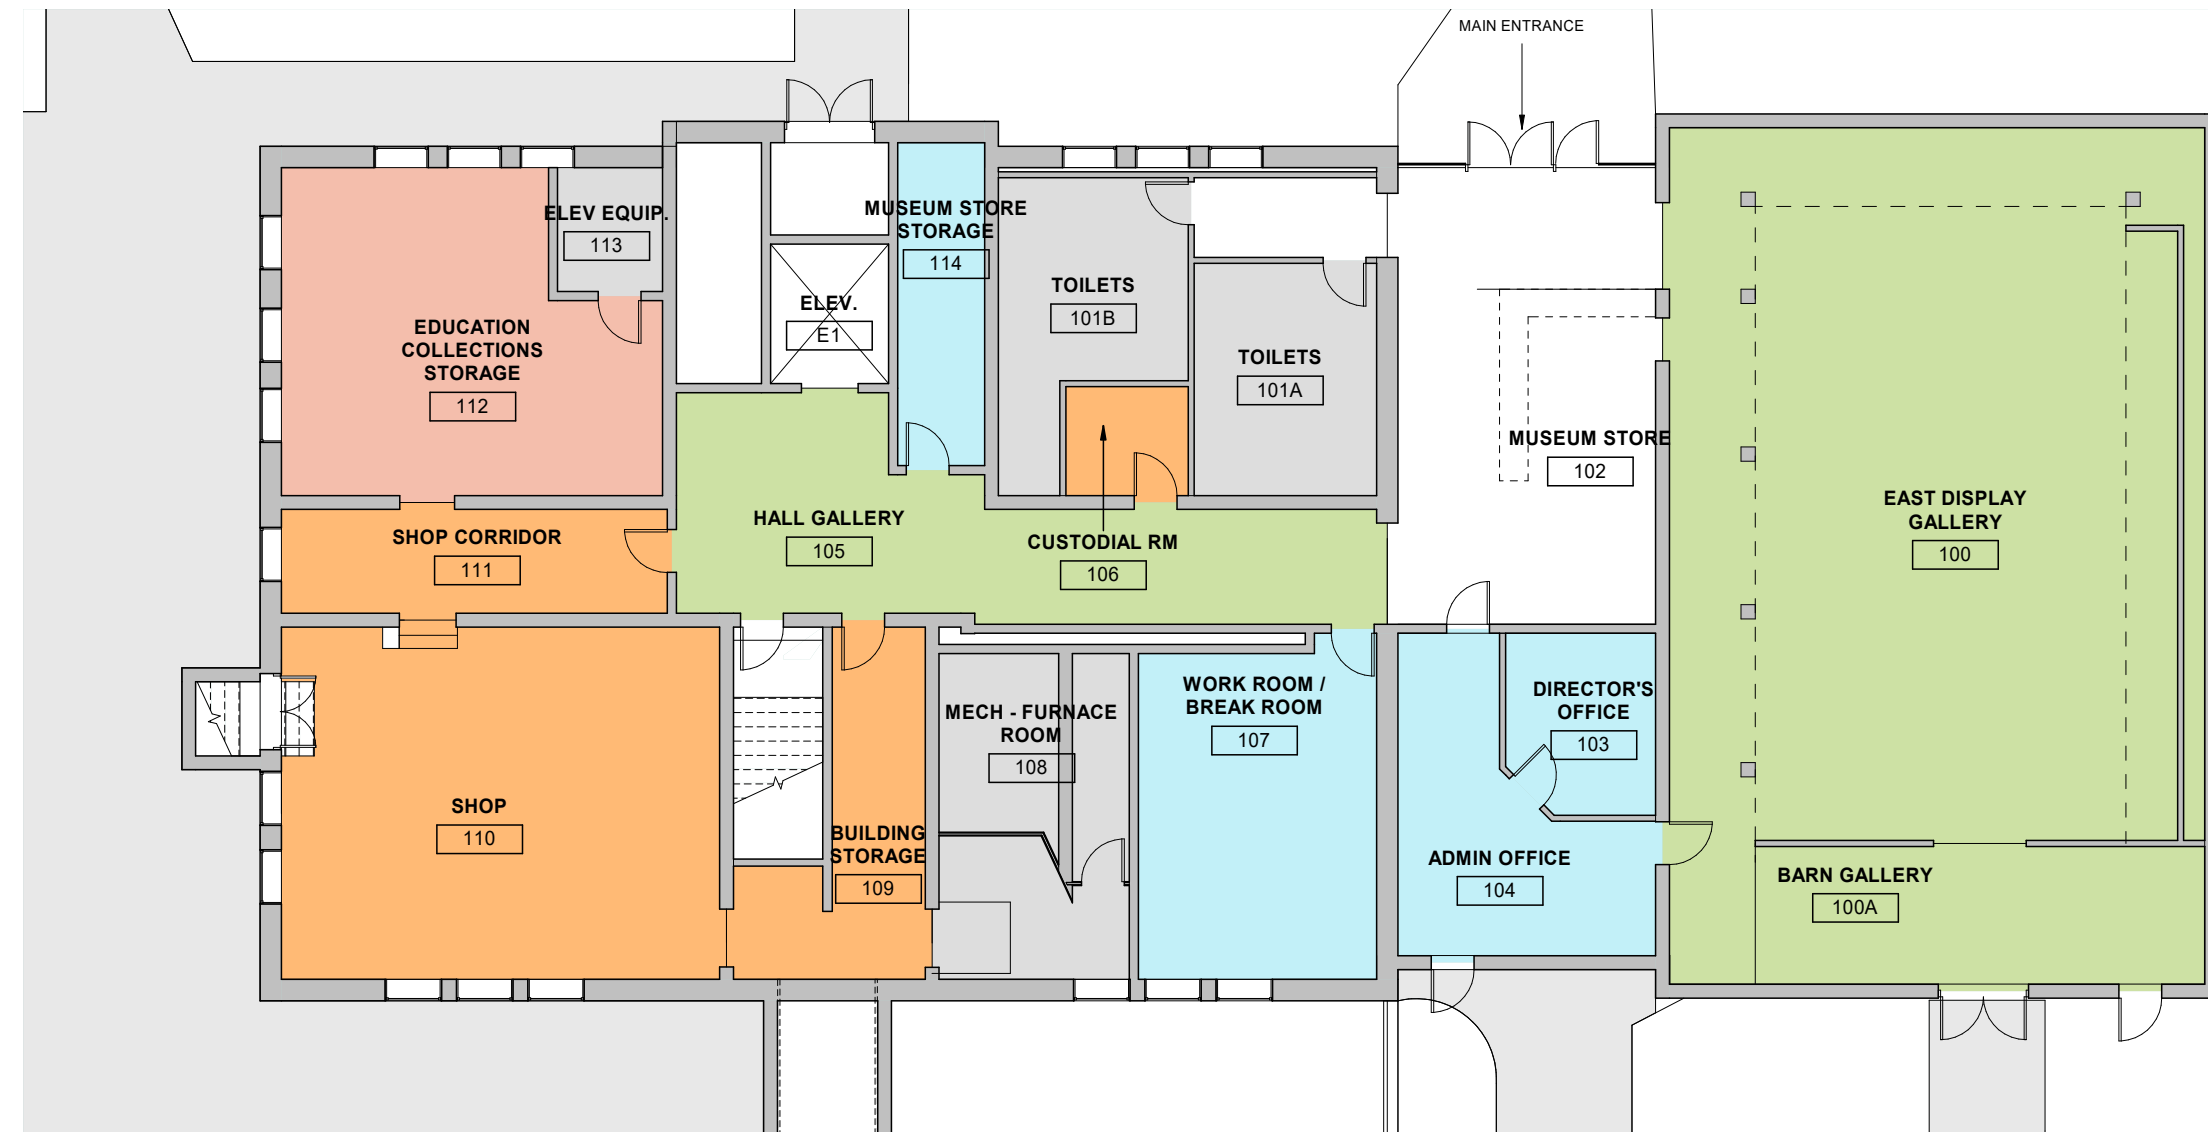 MAIN ENTRANCE
ELEV EQUIP.
113
MUSEUM STORE
STORAGE
114
EDUCATION
COLLECTIONS
STORAGE
112
ELEV.
E1
TOILETS
101B
TOILETS
101A
MUSEUM STORE
102
EAST DISPLAY
GALLERY
100
SHOP CORRIDOR
111
HALL GALLERY
105
CUSTODIAL RM
106
SHOP
110
BUILDING
STORAGE
109
MECH - FURNACE
ROOM
108
WORK ROOM /
BREAK ROOM
107
DIRECTOR'S
OFFICE
103
ADMIN OFFICE
104
BARN GALLERY
100A